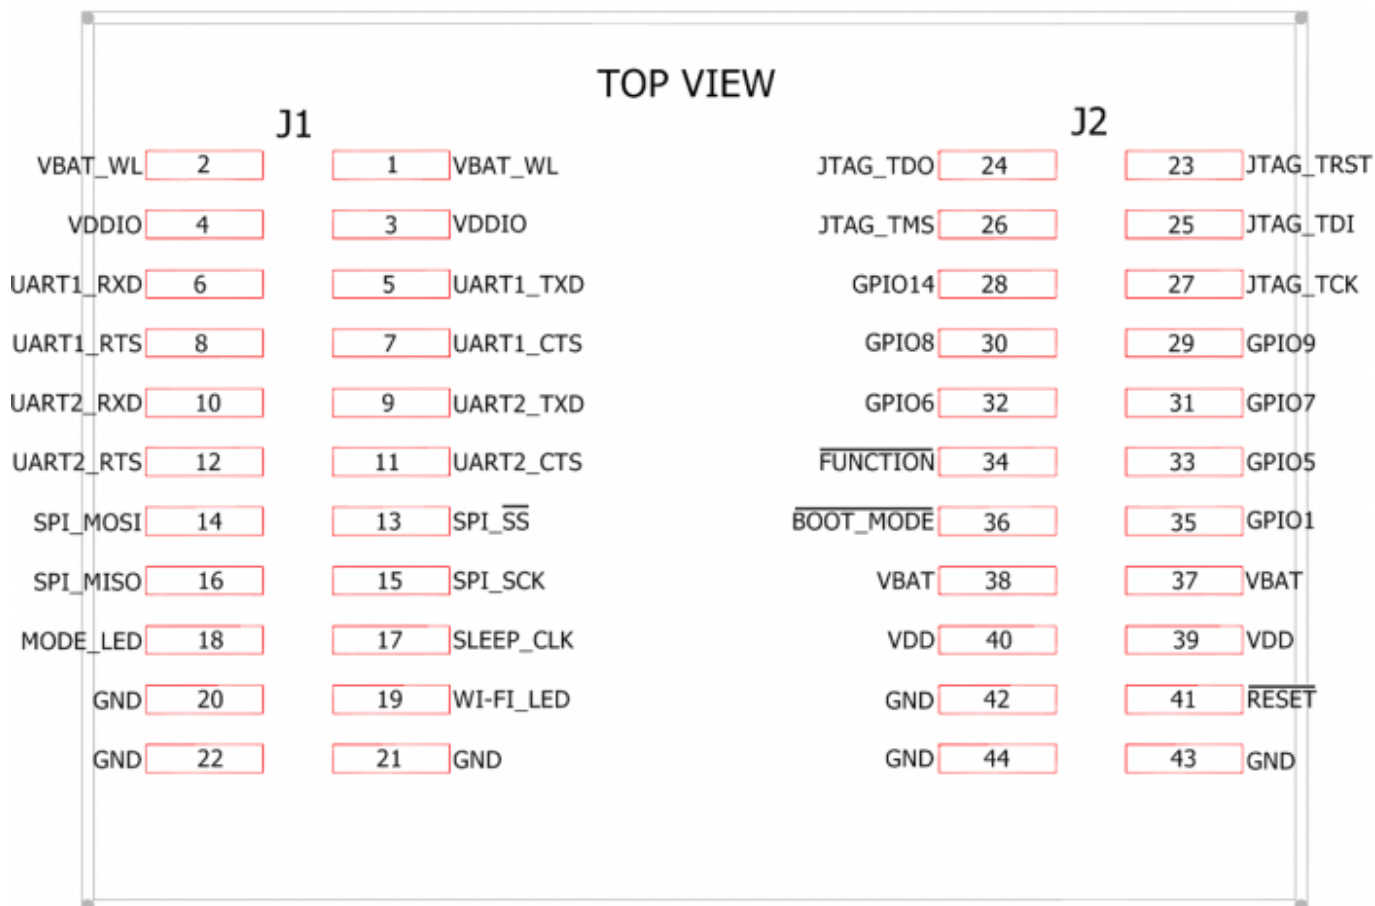 TOP VIEW
J1 J2
VBAT_WL 2 1 VBAT_WL JTAG_TDO 24 23 JTAG_TRST
VDDIO 4 3 VDDIO JTAG_TMS 26 25 JTAG_TDI
UART1_RXD 6 5 UART1_TXD GPIO14 28 27 JTAG_TCK
UART1_RTS 8 7 UART1_CTS GPIO8 30 29 GPIO9
UART2_RXD 10 9 UART2_TXD GPIO6 32 31 GPIO7
UART2_RTS 12 11 UART2_CTS FUNCTION 34 33 GPIO5
SPI_MOSI 14 13 SPI_SS BOOT_MODE 36 35 GPIO1
SPI_MISO 16 15 SPI_SCK VBAT 38 37 VBAT
MODE_LED 18 17 SLEEP_CLK VDD 40 39 VDD
GND 20 19 WI-FI_LED GND 42 41 RESET
GND 22 21 GND GND 44 43 GND